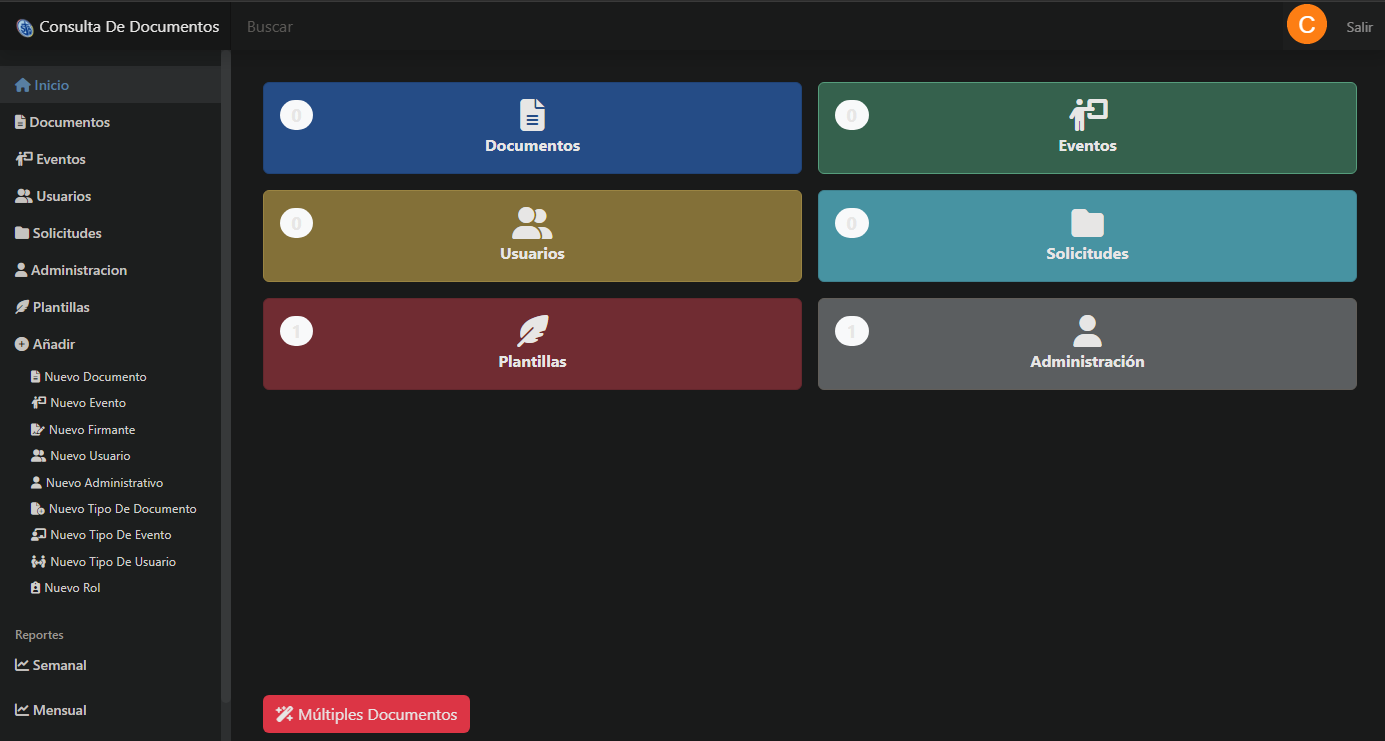 Consulta De Documentos
Buscar
C
Salir
Inicio
Documentos
Eventos
Usuarios
Solicitudes
Administracion
Plantillas
Añadir
Nuevo Documento
Nuevo Evento
Nuevo Firmante
Nuevo Usuario
Nuevo Administrativo
Nuevo Tipo De Documento
Nuevo Tipo De Evento
Nuevo Tipo De Usuario
Nuevo Rol
Reportes
Semanal
Mensual
0
Documentos
0
Eventos
0
Usuarios
0
Solicitudes
1
Plantillas
1
Administración
Múltiples Documentos